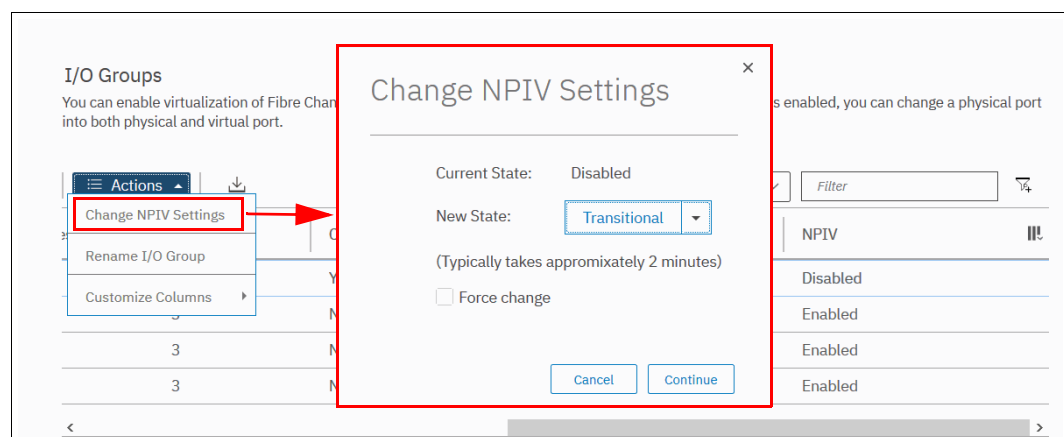 I/O Groups
You can enable virtualization of Fibre Chan
s enabled, you can change a physical port
into both physical and virtual port.
Actions
Filter
Change NPIV Settings
Rename I/O Group
Customize Columns
Change NPIV Settings
Current State: Disabled
New State: Transitional
(Typically takes appromixately 2 minutes)
Force change
Cancel Continue
NPIV
Disabled
Enabled
3 Enabled
3 Enabled